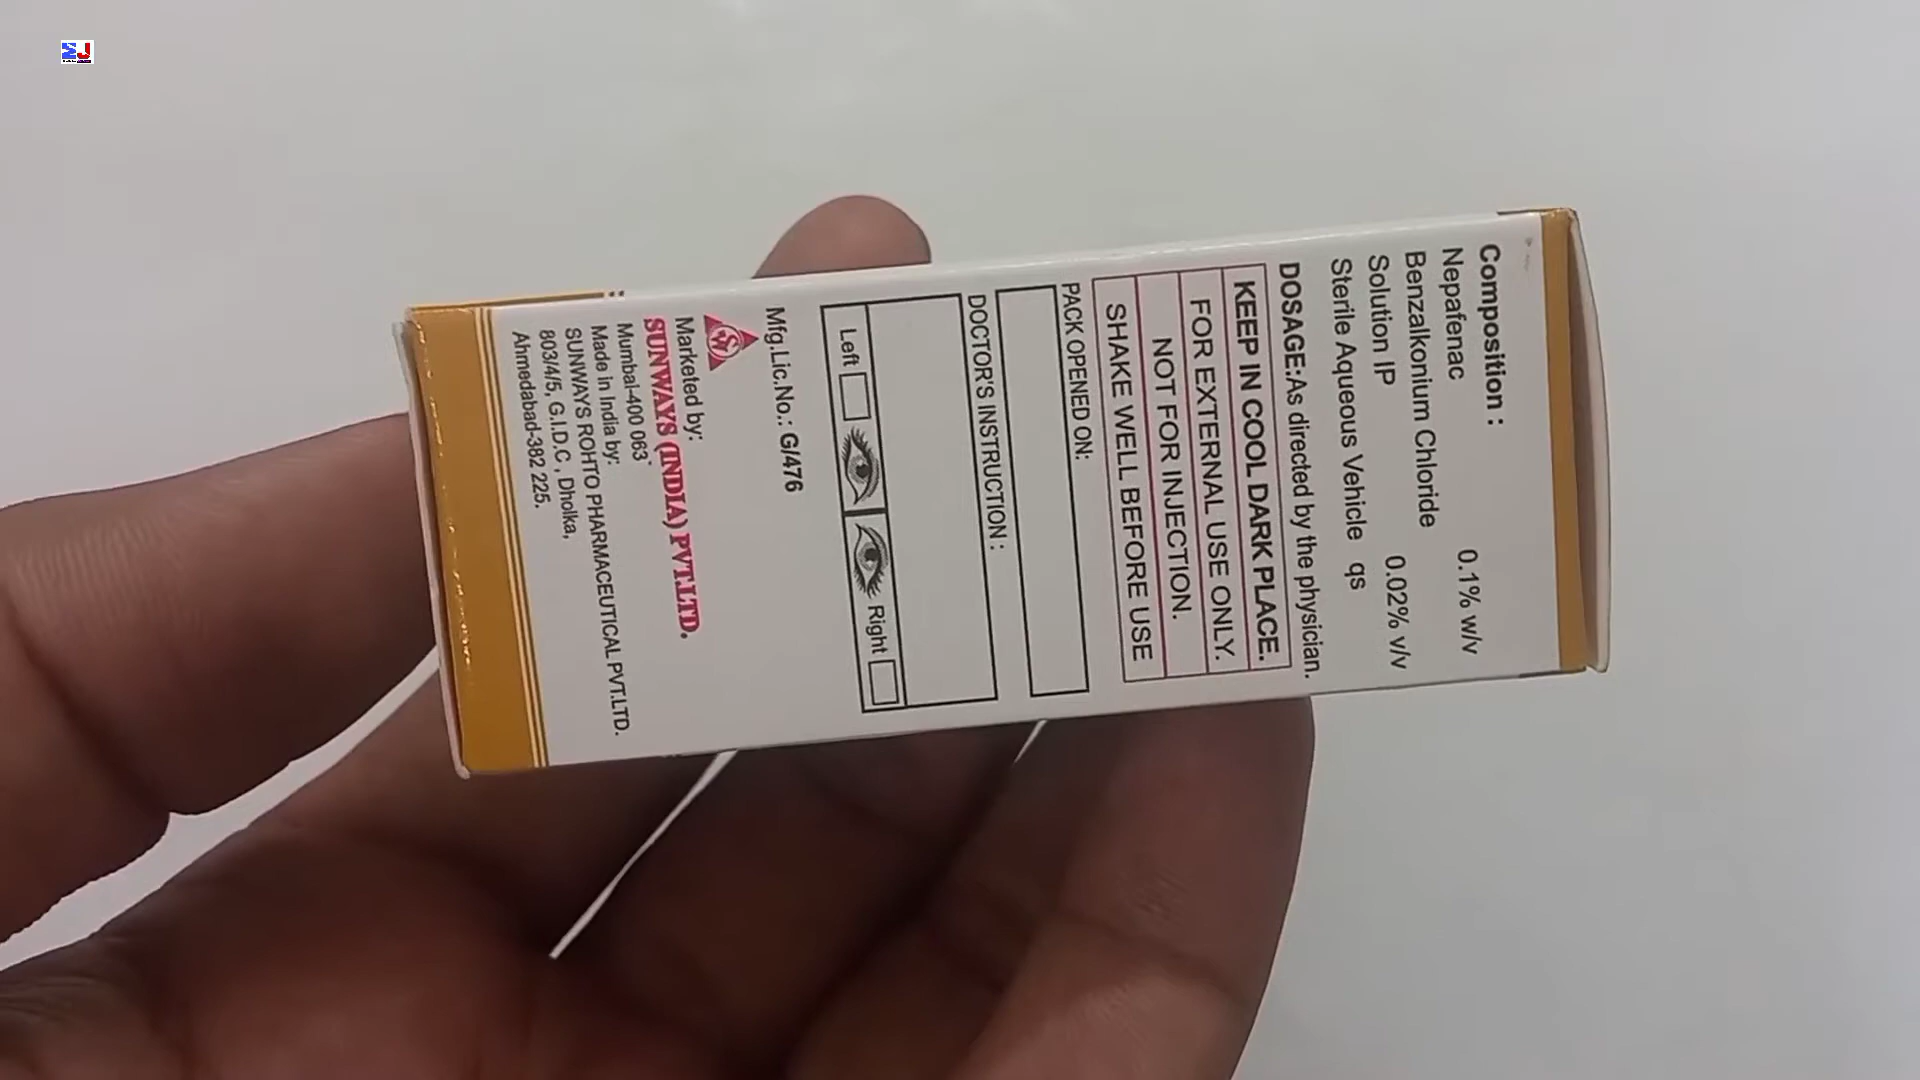 Composition :
Nepafenac 0.1% w/v
Benzalkonium Chloride
Solution IP 0.02% v/v
Sterile Aqueous Vehicle qs
DOSAGE:As directed by the physician.
KEEP IN COOL DARK PLACE.
FOR EXTERNAL USE ONLY.
NOT FOR INJECTION.
SHAKE WELL BEFORE USE
PACK OPENED ON:
DOCTOR'S INSTRUCTION :
Left Right
Mfg.Lic.No.: G/476
Marketed by:
SUNWAYS (INDIA) PVT.LTD.
Mumbai-400 063
Made in India by:
SUNWAYS ROHTO PHARMACEUTICAL PVT.LTD.
803/4/5, G.I.D.C., Dholka,
Ahmedabad-382 225.